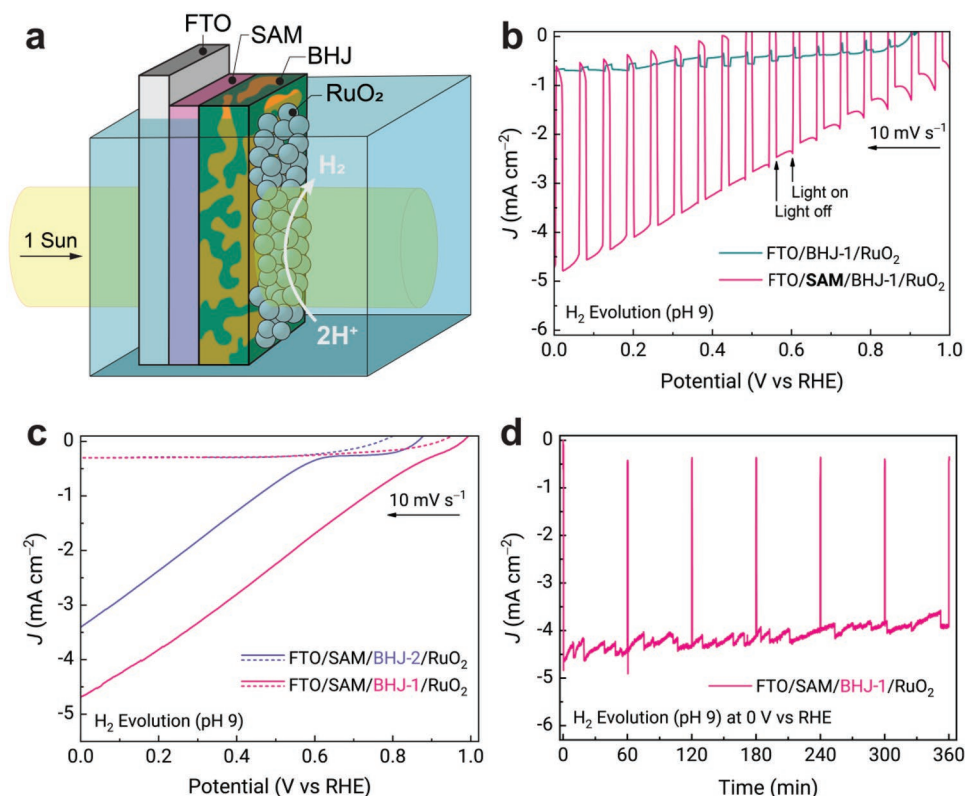 a
FTO
SAM
BHJ
RuO₂
H₂
1 Sun
2H⁺
b
0
-1
-2
-3
-4
-5
-6
J (mA cm⁻²)
10 mV s⁻¹
Light on
Light off
FTO/BHJ-1/RuO₂
FTO/SAM/BHJ-1/RuO₂
H₂ Evolution (pH 9)
0.0 0.2 0.4 0.6 0.8 1.0
Potential (V vs RHE)
c
0
-1
-2
-3
-4
-5
J (mA cm⁻²)
10 mV s⁻¹
FTO/SAM/BHJ-2/RuO₂
FTO/SAM/BHJ-1/RuO₂
H₂ Evolution (pH 9)
0.0 0.2 0.4 0.6 0.8 1.0
Potential (V vs RHE)
d
0
-1
-2
-3
-4
-5
-6
J (mA cm⁻²)
FTO/SAM/BHJ-1/RuO₂
H₂ Evolution (pH 9) at 0 V vs RHE
0 60 120 180 240 300 360
Time (min)